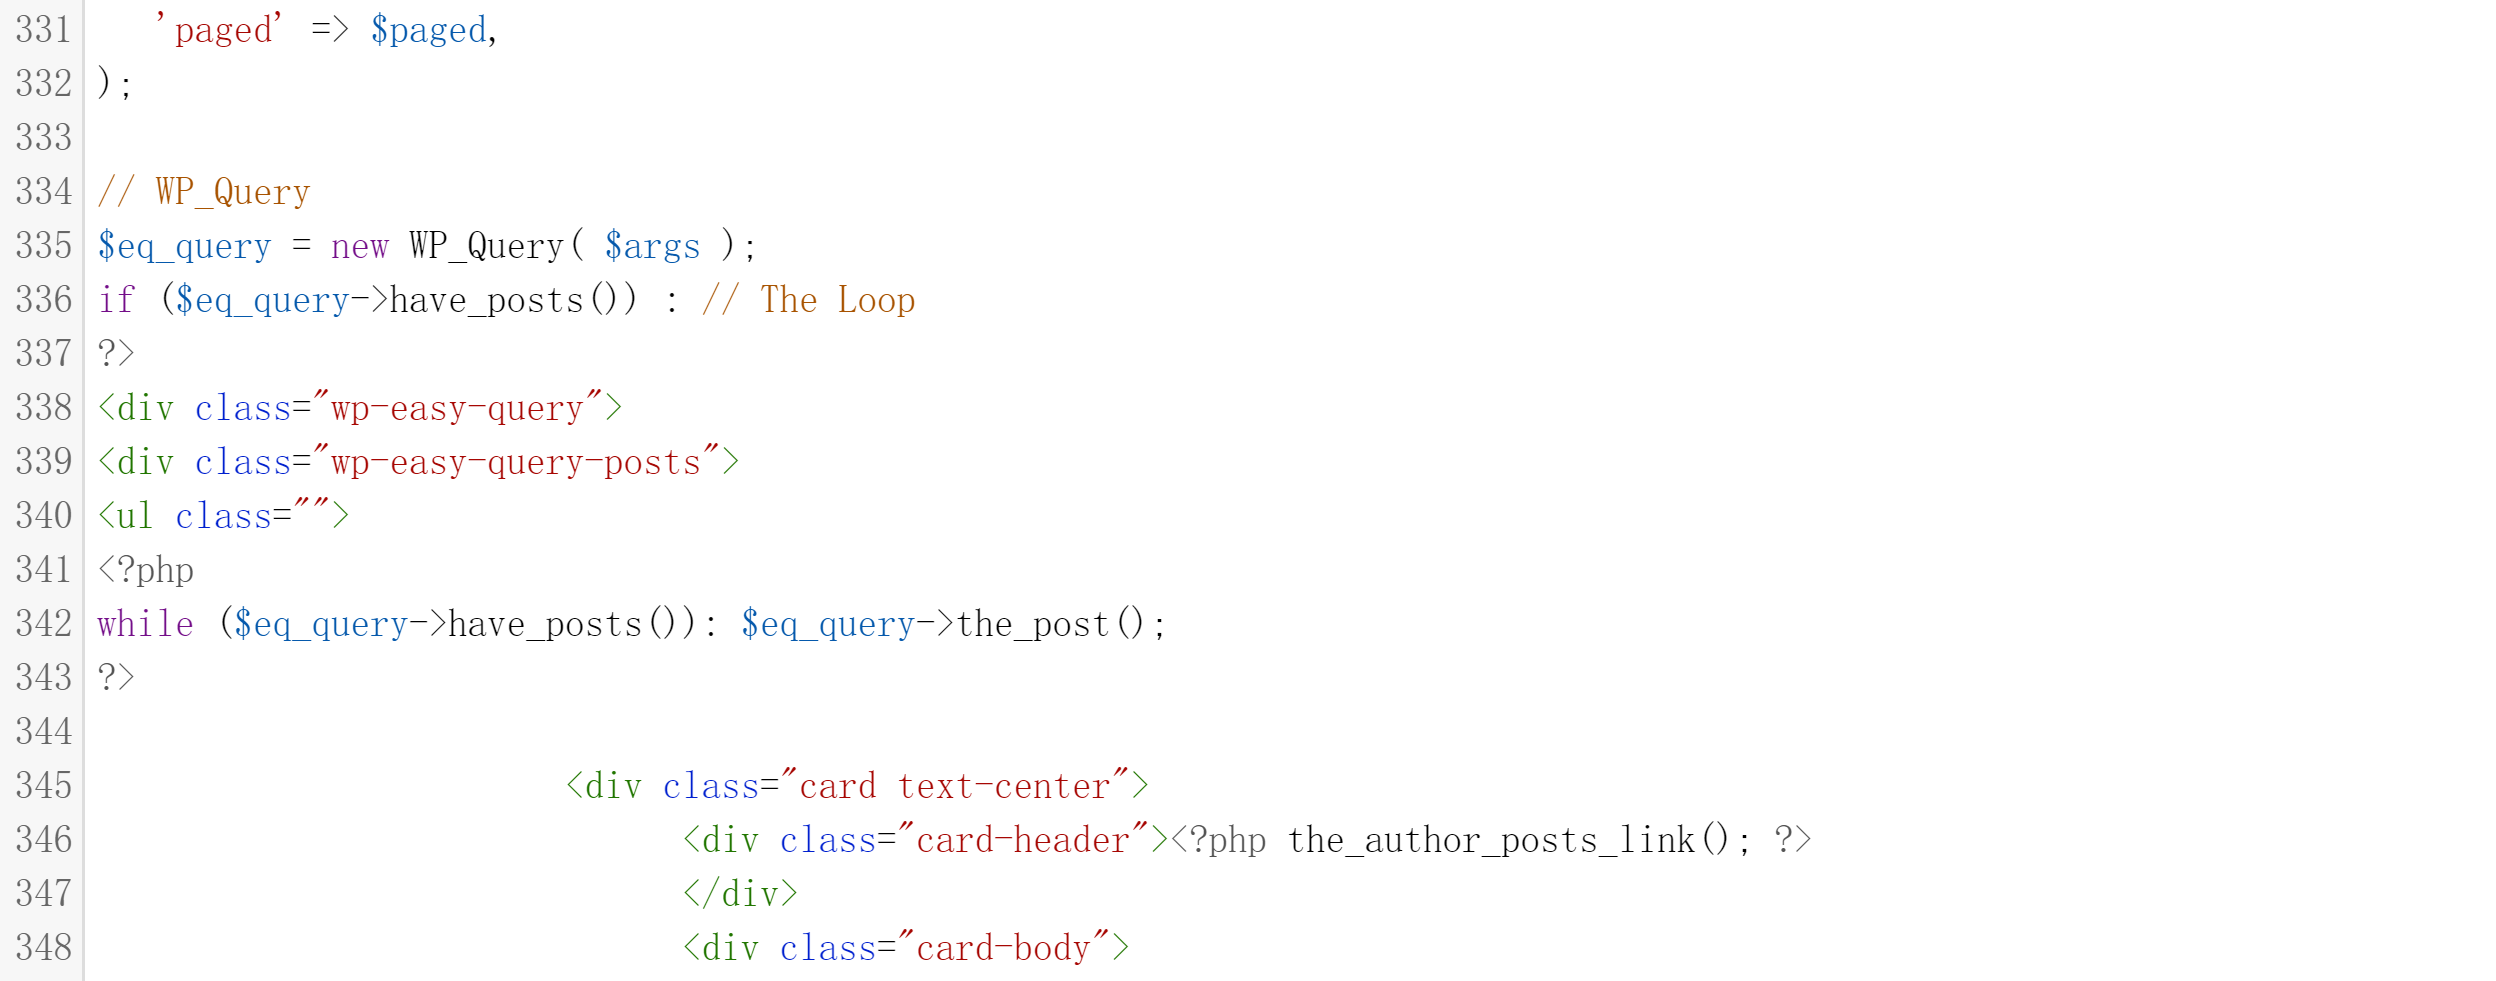 331    'paged' => $paged,
332 );
333
334 // WP_Query
335 $eq_query = new WP_Query( $args );
336 if ($eq_query->have_posts()) : // The Loop
337 ?>
338 <div class="wp-easy-query">
339 <div class="wp-easy-query-posts">
340 <ul class="">
341 <?php
342 while ($eq_query->have_posts()): $eq_query->the_post();
343 ?>
344
345                         <div class="card text-center">
346                               <div class="card-header"><?php the_author_posts_link(); ?>
347                               </div>
348                               <div class="card-body">